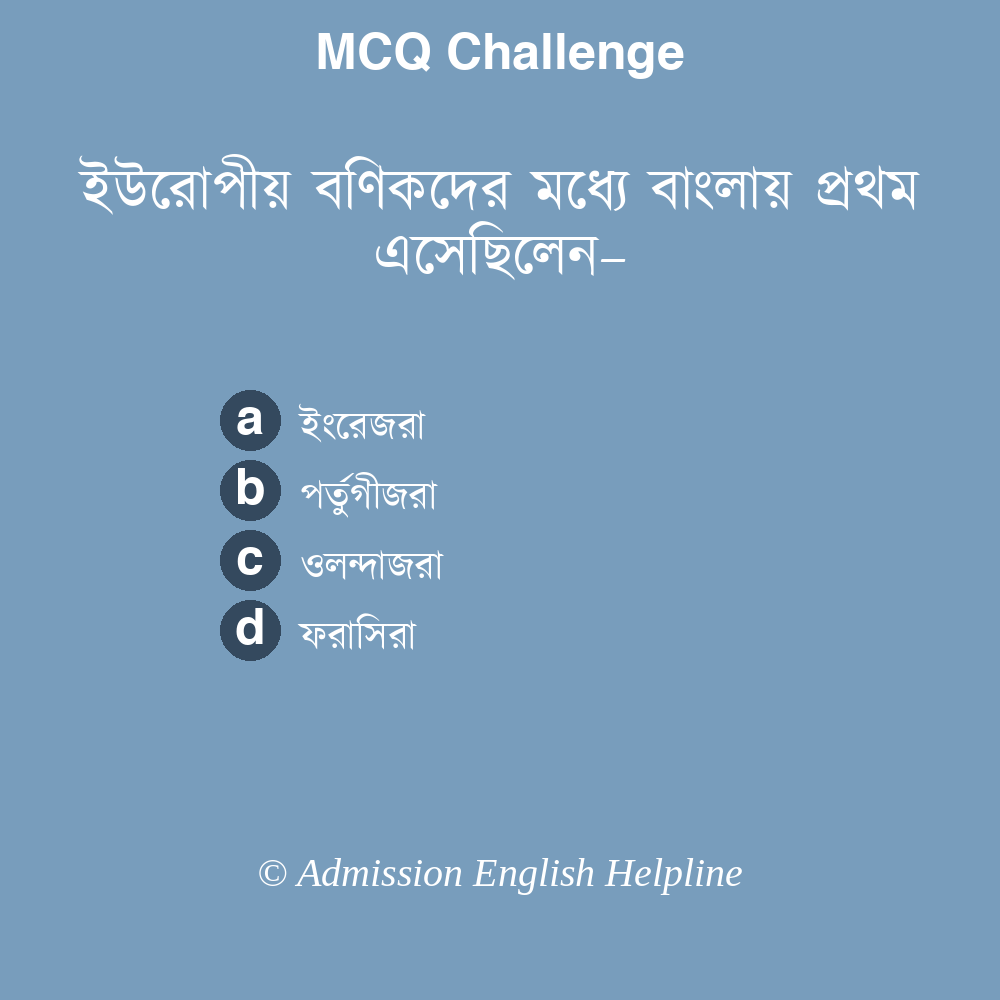 MCQ Challenge
ইউরোপীয় বণিকদের মধ্যে বাংলায় প্রথম
এসেছিলেন–
a ইংরেজরা
b পর্তুগীজরা
c ওলন্দাজরা
d ফরাসিরা
© Admission English Helpline